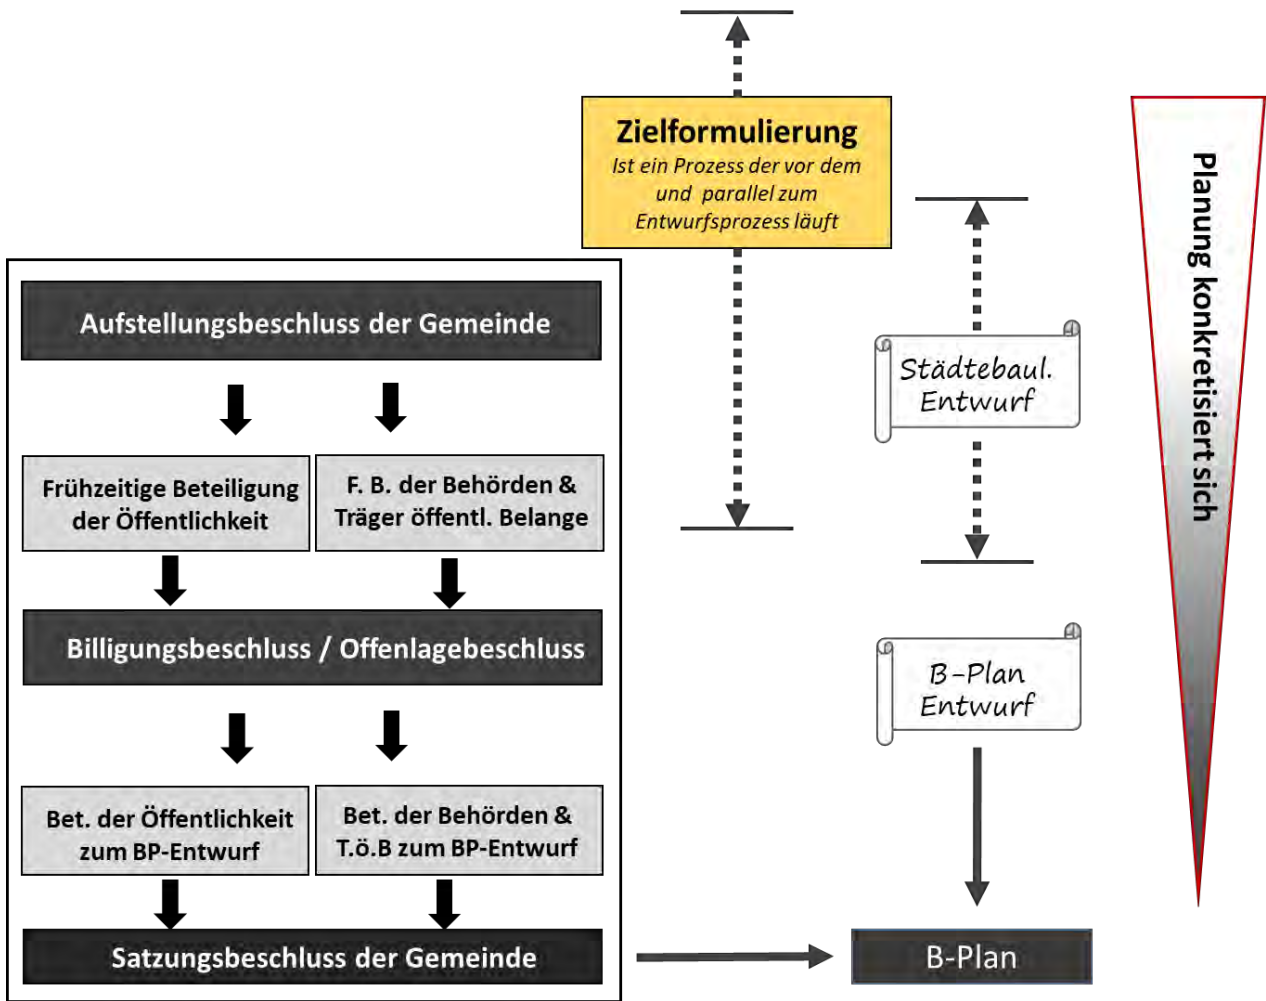 Zielformulierung
Ist ein Prozess der vor dem
und parallel zum
Entwurfsprozess läuft
Planung konkretisiert sich
Aufstellungsbeschluss der Gemeinde
Städtebaul.
Entwurf
Frühzeitige Beteiligung
der Öffentlichkeit
F. B. der Behörden &
Träger öffentl. Belange
Billigungsbeschluss / Offenlagebeschluss
B-Plan
Entwurf
Bet. der Öffentlichkeit
zum BP-Entwurf
Bet. der Behörden &
T.ö.B zum BP-Entwurf
Satzungsbeschluss der Gemeinde
B-Plan